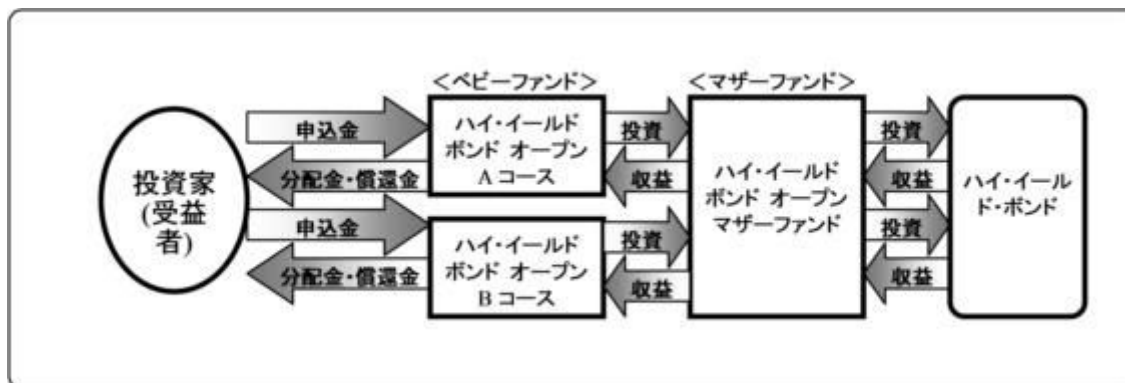 <ベビーファンド>
<マザーファンド>
投資家
(受益
者)
申込金
分配金・償還金
申込金
分配金・償還金
ハイ・イールド
ボンド オープン
A コース
ハイ・イールド
ボンド オープン
B コース
投資
収益
投資
収益
ハイ・イールド
ボンド オープン
マザーファンド
投資
収益
投資
収益
ハイ・イール
ド・ボンド